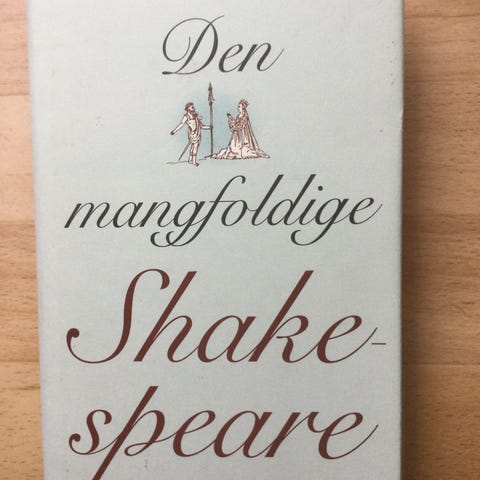 Den
mangfoldige
Shake-
speare